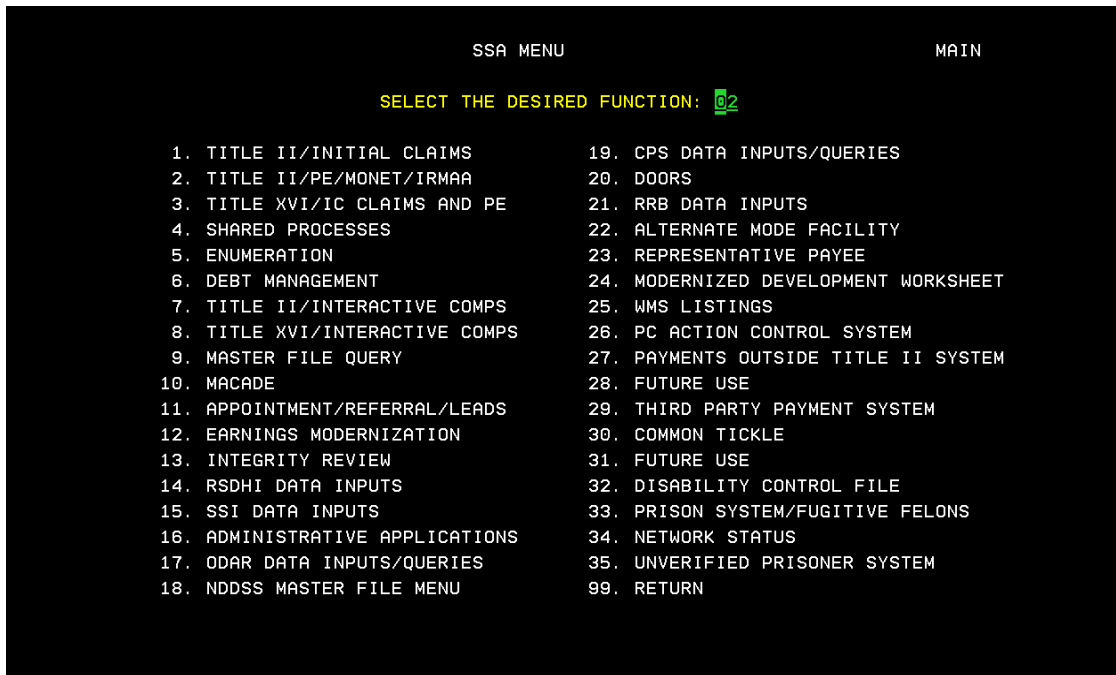 SSA MENU MAIN
SELECT THE DESIRED FUNCTION: 02
1. TITLE II/INITIAL CLAIMS 19. CPS DATA INPUTS/QUERIES
2. TITLE II/PE/MONET/IRMAA 20. DOORS
3. TITLE XVI/IC CLAIMS AND PE 21. RRB DATA INPUTS
4. SHARED PROCESSES 22. ALTERNATE MODE FACILITY
5. ENUMERATION 23. REPRESENTATIVE PAYEE
6. DEBT MANAGEMENT 24. MODERNIZED DEVELOPMENT WORKSHEET
7. TITLE II/INTERACTIVE COMPS 25. WMS LISTINGS
8. TITLE XVI/INTERACTIVE COMPS 26. PC ACTION CONTROL SYSTEM
9. MASTER FILE QUERY 27. PAYMENTS OUTSIDE TITLE II SYSTEM
10. MACADE 28. FUTURE USE
11. APPOINTMENT/REFERRAL/LEADS 29. THIRD PARTY PAYMENT SYSTEM
12. EARNINGS MODERNIZATION 30. COMMON TICKLE
13. INTEGRITY REVIEW 31. FUTURE USE
14. RSDHI DATA INPUTS 32. DISABILITY CONTROL FILE
15. SSI DATA INPUTS 33. PRISON SYSTEM/FUGITIVE FELONS
16. ADMINISTRATIVE APPLICATIONS 34. NETWORK STATUS
17. ODAR DATA INPUTS/QUERIES 35. UNVERIFIED PRISONER SYSTEM
18. NDDSS MASTER FILE MENU 99. RETURN